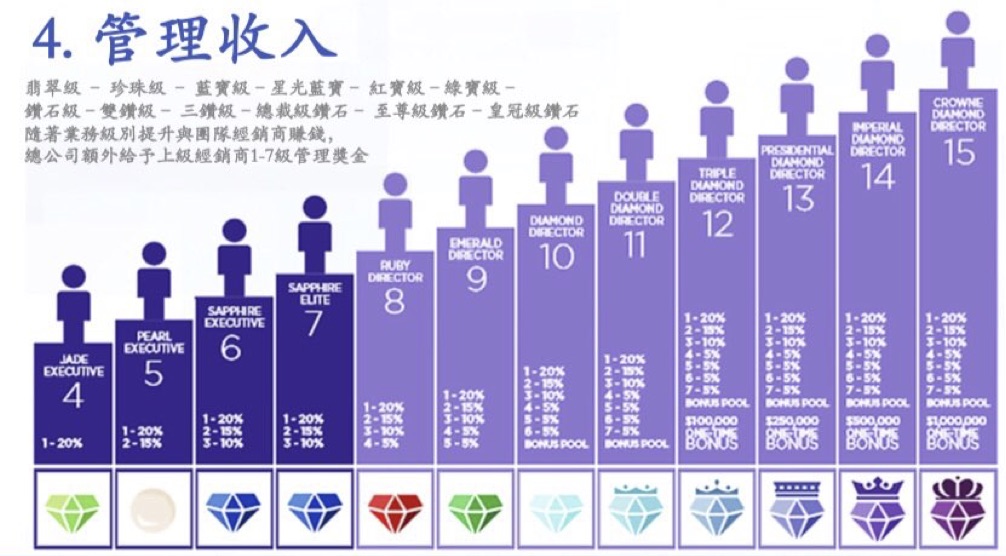 4. 管理收入
翡翠級 - 珍珠級 - 藍寶級 - 星光藍寶 - 紅寶級 - 綠寶級 -
鑽石級 - 雙鑽級 - 三鑽級 - 總裁級鑽石 - 至尊級鑽石 - 皇冠級鑽石
隨著業務級別提升與團隊經銷商賺錢,
總公司額外給予上級經銷商1-7級管理獎金
JADE
EXECUTIVE
4
1 - 20%
PEARL
EXECUTIVE
5
1 - 20%
2 - 15%
SAPPHIRE
EXECUTIVE
6
1 - 20%
2 - 15%
3 - 10%
SAPPHIRE
ELITE
7
1 - 20%
2 - 15%
3 - 10%
RUBY
DIRECTOR
8
1 - 20%
2 - 15%
3 - 10%
4 - 5%
EMERALD
DIRECTOR
9
1 - 20%
2 - 15%
3 - 10%
4 - 5%
5 - 5%
DIAMOND
DIRECTOR
10
1 - 20%
2 - 15%
3 - 10%
4 - 5%
5 - 5%
6 - 5%
BONUS POOL
DOUBLE
DIAMOND
DIRECTOR
11
1 - 20%
2 - 15%
3 - 10%
4 - 5%
5 - 5%
6 - 5%
7 - 5%
BONUS POOL
TRIPLE
DIAMOND
DIRECTOR
12
1 - 20%
2 - 15%
3 - 10%
4 - 5%
5 - 5%
6 - 5%
7 - 5%
BONUS POOL
$100,000
ONE-TIME
BONUS
PRESIDENTIAL
DIAMOND
DIRECTOR
13
1 - 20%
2 - 15%
3 - 10%
4 - 5%
5 - 5%
6 - 5%
7 - 5%
BONUS POOL
$250,000
ONE-TIME
BONUS
IMPERIAL
DIAMOND
DIRECTOR
14
1 - 20%
2 - 15%
3 - 10%
4 - 5%
5 - 5%
6 - 5%
7 - 5%
BONUS POOL
$500,000
ONE-TIME
BONUS
CROWNE
DIAMOND
DIRECTOR
15
1 - 20%
2 - 15%
3 - 10%
4 - 5%
5 - 5%
6 - 5%
7 - 5%
BONUS POOL
$1,000,000
ONE-TIME
BONUS